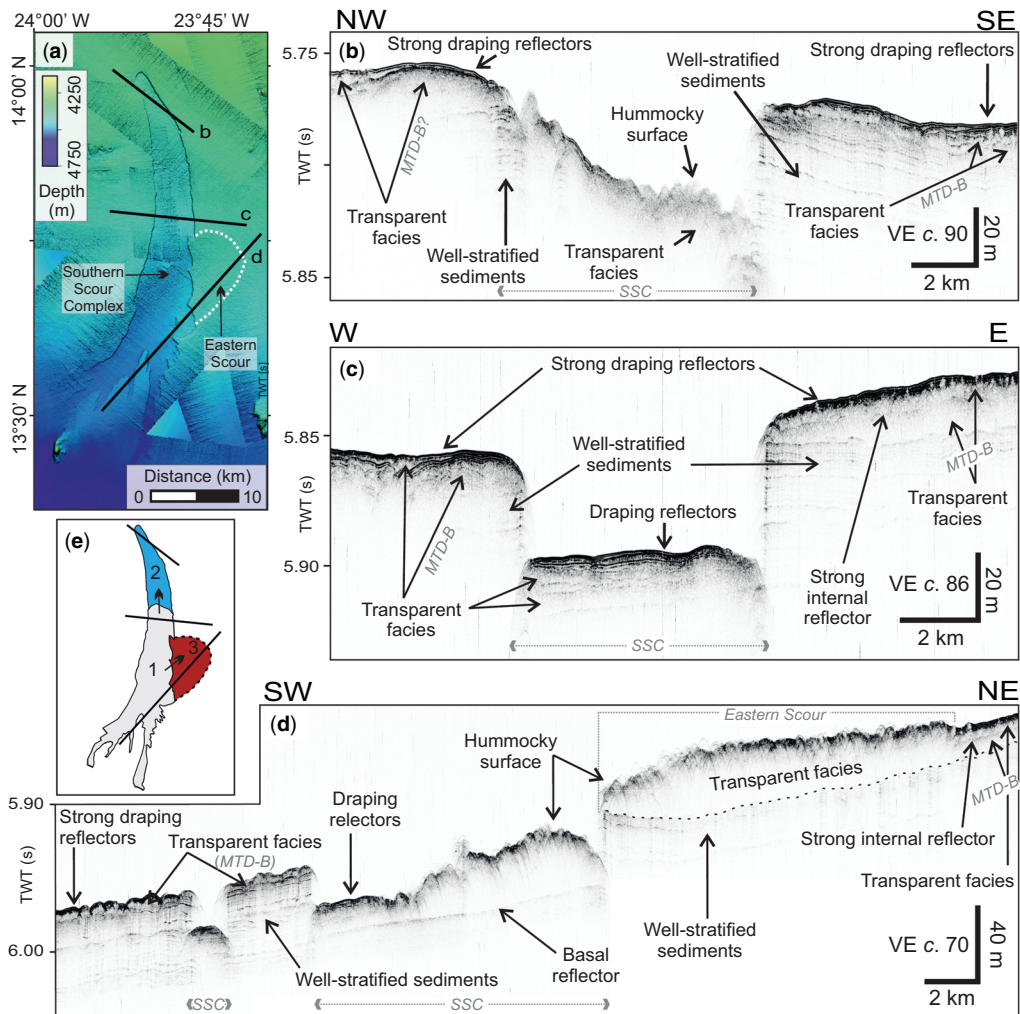 24° 00' W
23°45' W
(a)
14° 00' N
13°30' N
4250
4750
Depth
(m)
b
c
d
Southern
Scour
Complex
Eastern
Scour
TWT [s]
Distance (km)
0
10
NW
SE
(b)
5.75
TWT (s)
5.85
Strong draping reflectors
Well-stratified
sediments
Strong draping reflectors
Hummocky
surface
MTD-B?
Transparent
facies
Well-stratified
sediments
Transparent
facies
Transparent
facies
MTD-B
SSC
VE c. 90
20 m
2 km
W
E
(c)
Strong draping reflectors
5.85
TWT (s)
5.90
Well-stratified
sediments
MTD-B
Draping reflectors
Transparent
facies
MTD-B
Transparent
facies
Strong
internal
reflector
SSC
VE c. 86
20 m
2 km
(e)
2
1
3
SW
NE
(d)
Eastern Scour
Hummocky
surface
Transparent facies
5.90
TWT (s)
6.00
Strong draping
reflectors
Transparent facies
(MTD-B)
Draping
relectors
MTD-B
Strong internal
reflector
Transparent
facies
Well-stratified
sediments
Well-stratified sediments
Basal
reflector
SSC
SSC
VE c. 70
40 m
2 km